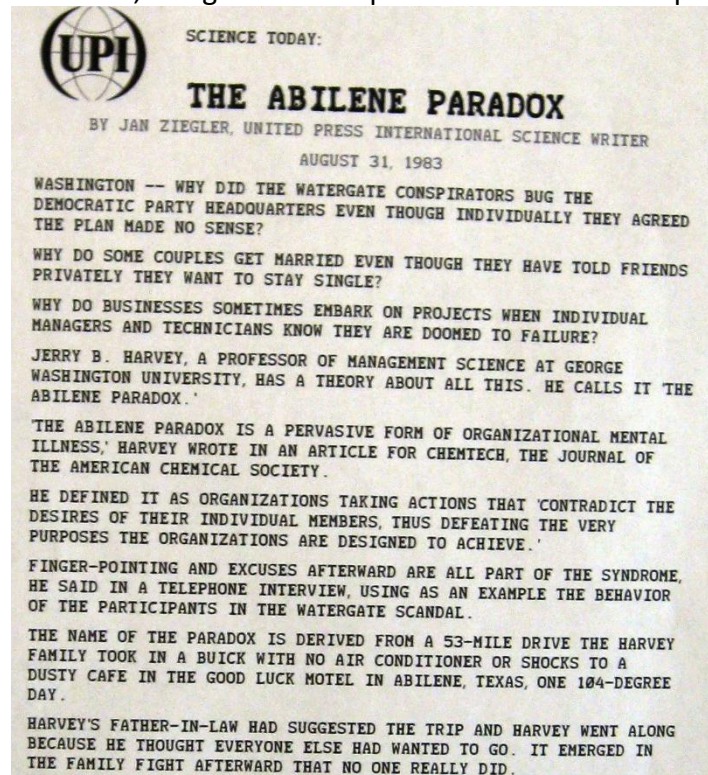 UPI
SCIENCE TODAY:
THE ABILENE PARADOX
BY JAN ZIEGLER, UNITED PRESS INTERNATIONAL SCIENCE WRITER
AUGUST 31, 1983
WASHINGTON -- WHY DID THE WATERGATE CONSPIRATORS BUG THE
DEMOCRATIC PARTY HEADQUARTERS EVEN THOUGH INDIVIDUALLY THEY AGREED
THE PLAN MADE NO SENSE?
WHY DO SOME COUPLES GET MARRIED EVEN THOUGH THEY HAVE TOLD FRIENDS
PRIVATELY THEY WANT TO STAY SINGLE?
WHY DO BUSINESSES SOMETIMES EMBARK ON PROJECTS WHEN INDIVIDUAL
MANAGERS AND TECHNICIANS KNOW THEY ARE DOOMED TO FAILURE?
JERRY B. HARVEY, A PROFESSOR OF MANAGEMENT SCIENCE AT GEORGE
WASHINGTON UNIVERSITY, HAS A THEORY ABOUT ALL THIS. HE CALLS IT 'THE
ABILENE PARADOX.'
'THE ABILENE PARADOX IS A PERVASIVE FORM OF ORGANIZATIONAL MENTAL
ILLNESS,' HARVEY WROTE IN AN ARTICLE FOR CHEMTECH, THE JOURNAL OF
THE AMERICAN CHEMICAL SOCIETY.
HE DEFINED IT AS ORGANIZATIONS TAKING ACTIONS THAT 'CONTRADICT THE
DESIRES OF THEIR INDIVIDUAL MEMBERS, THUS DEFEATING THE VERY
PURPOSES THE ORGANIZATIONS ARE DESIGNED TO ACHIEVE.'
FINGER-POINTING AND EXCUSES AFTERWARD ARE ALL PART OF THE SYNDROME,
HE SAID IN A TELEPHONE INTERVIEW, USING AS AN EXAMPLE THE BEHAVIOR
OF THE PARTICIPANTS IN THE WATERGATE SCANDAL.
THE NAME OF THE PARADOX IS DERIVED FROM A 53-MILE DRIVE THE HARVEY
FAMILY TOOK IN A BUICK WITH NO AIR CONDITIONER OR SHOCKS TO A
DUSTY CAFE IN THE GOOD LUCK MOTEL IN ABILENE, TEXAS, ONE 104-DEGREE
DAY.
HARVEY'S FATHER-IN-LAW HAD SUGGESTED THE TRIP AND HARVEY WENT ALONG
BECAUSE HE THOUGHT EVERYONE ELSE HAD WANTED TO GO. IT EMERGED IN
THE FAMILY FIGHT AFTERWARD THAT NO ONE REALLY DID.